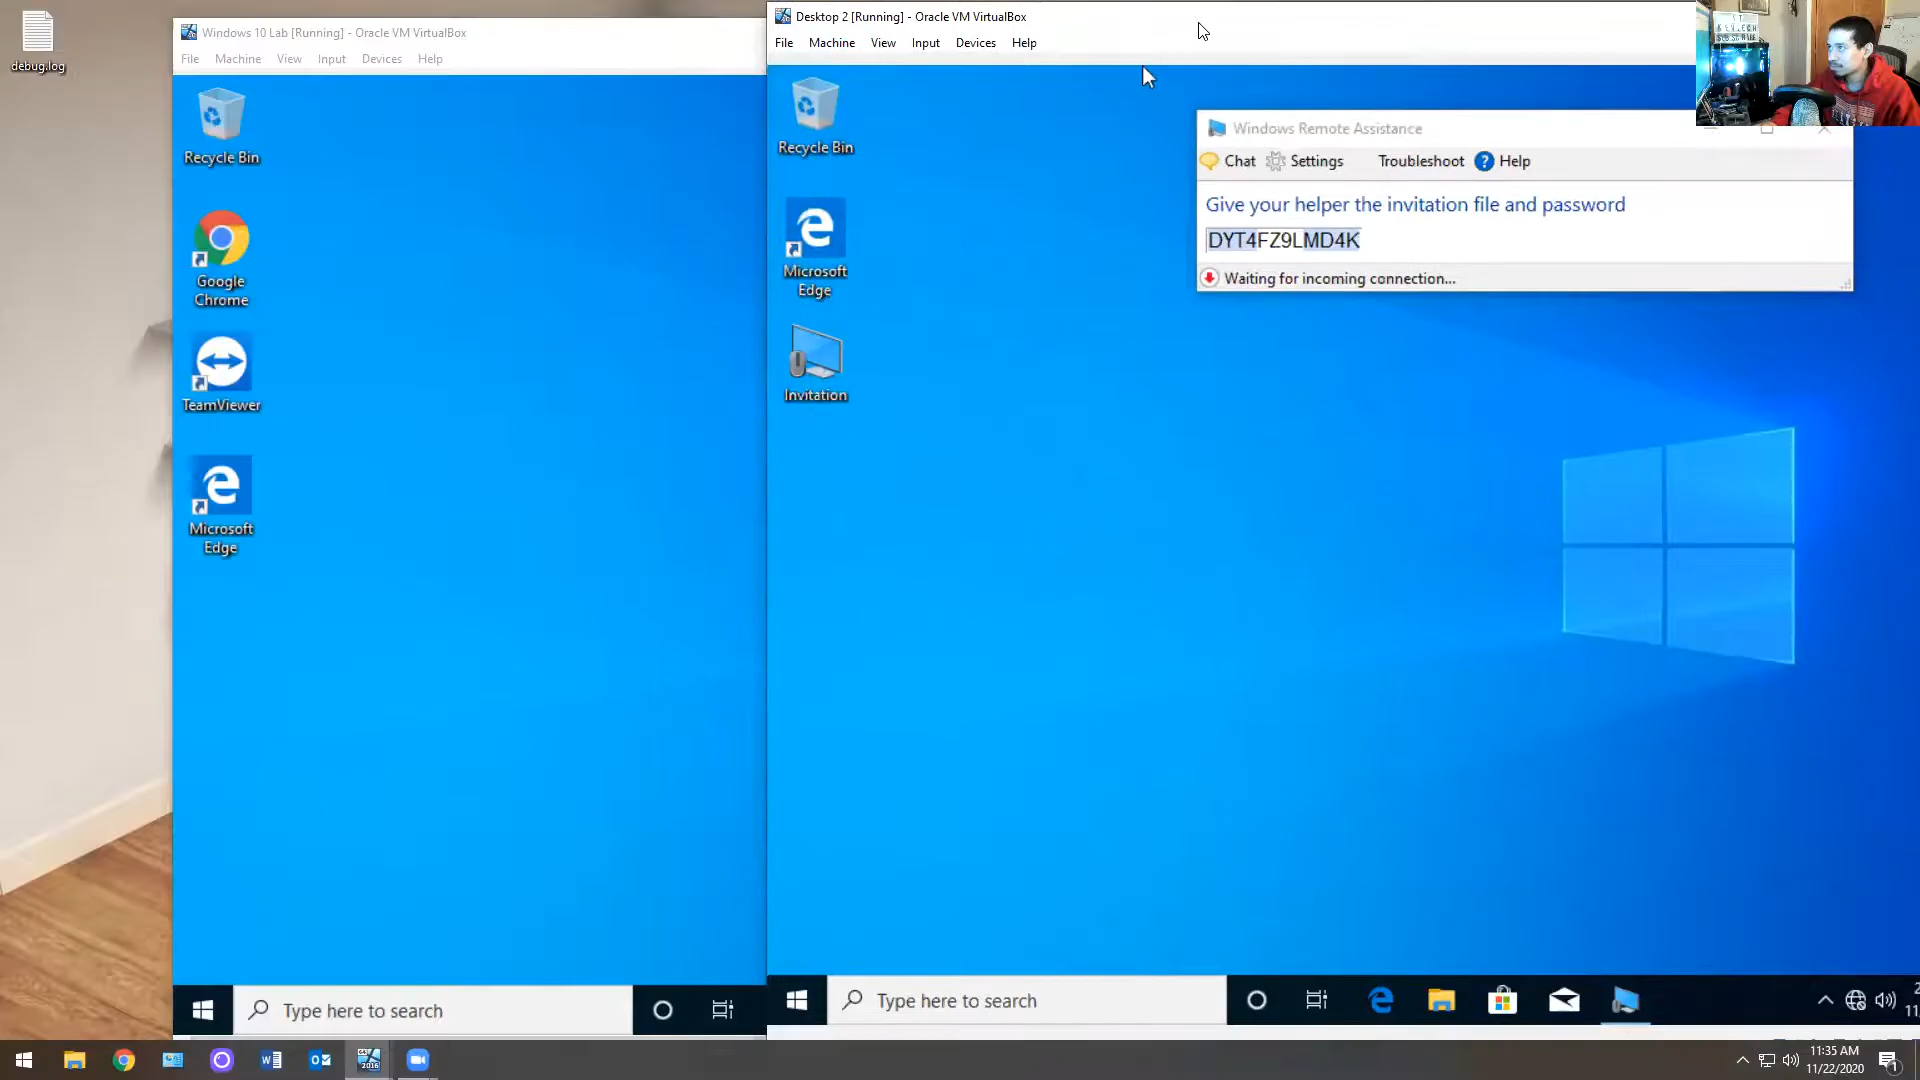 debug.log
Windows 10 Lab [Running] - Oracle VM VirtualBox
File Machine View Input Devices Help
Recycle Bin
Google
Chrome
TeamViewer
Microsoft
Edge
Type here to search
Desktop 2 [Running] - Oracle VM VirtualBox
File Machine View Input Devices Help
Recycle Bin
Microsoft
Edge
Invitation
Windows Remote Assistance
Chat Settings Troubleshoot Help
Give your helper the invitation file and password
DYT4FZ9LMD4K
Waiting for incoming connection...
Type here to search
2016
11:35 AM
11/22/2020
1